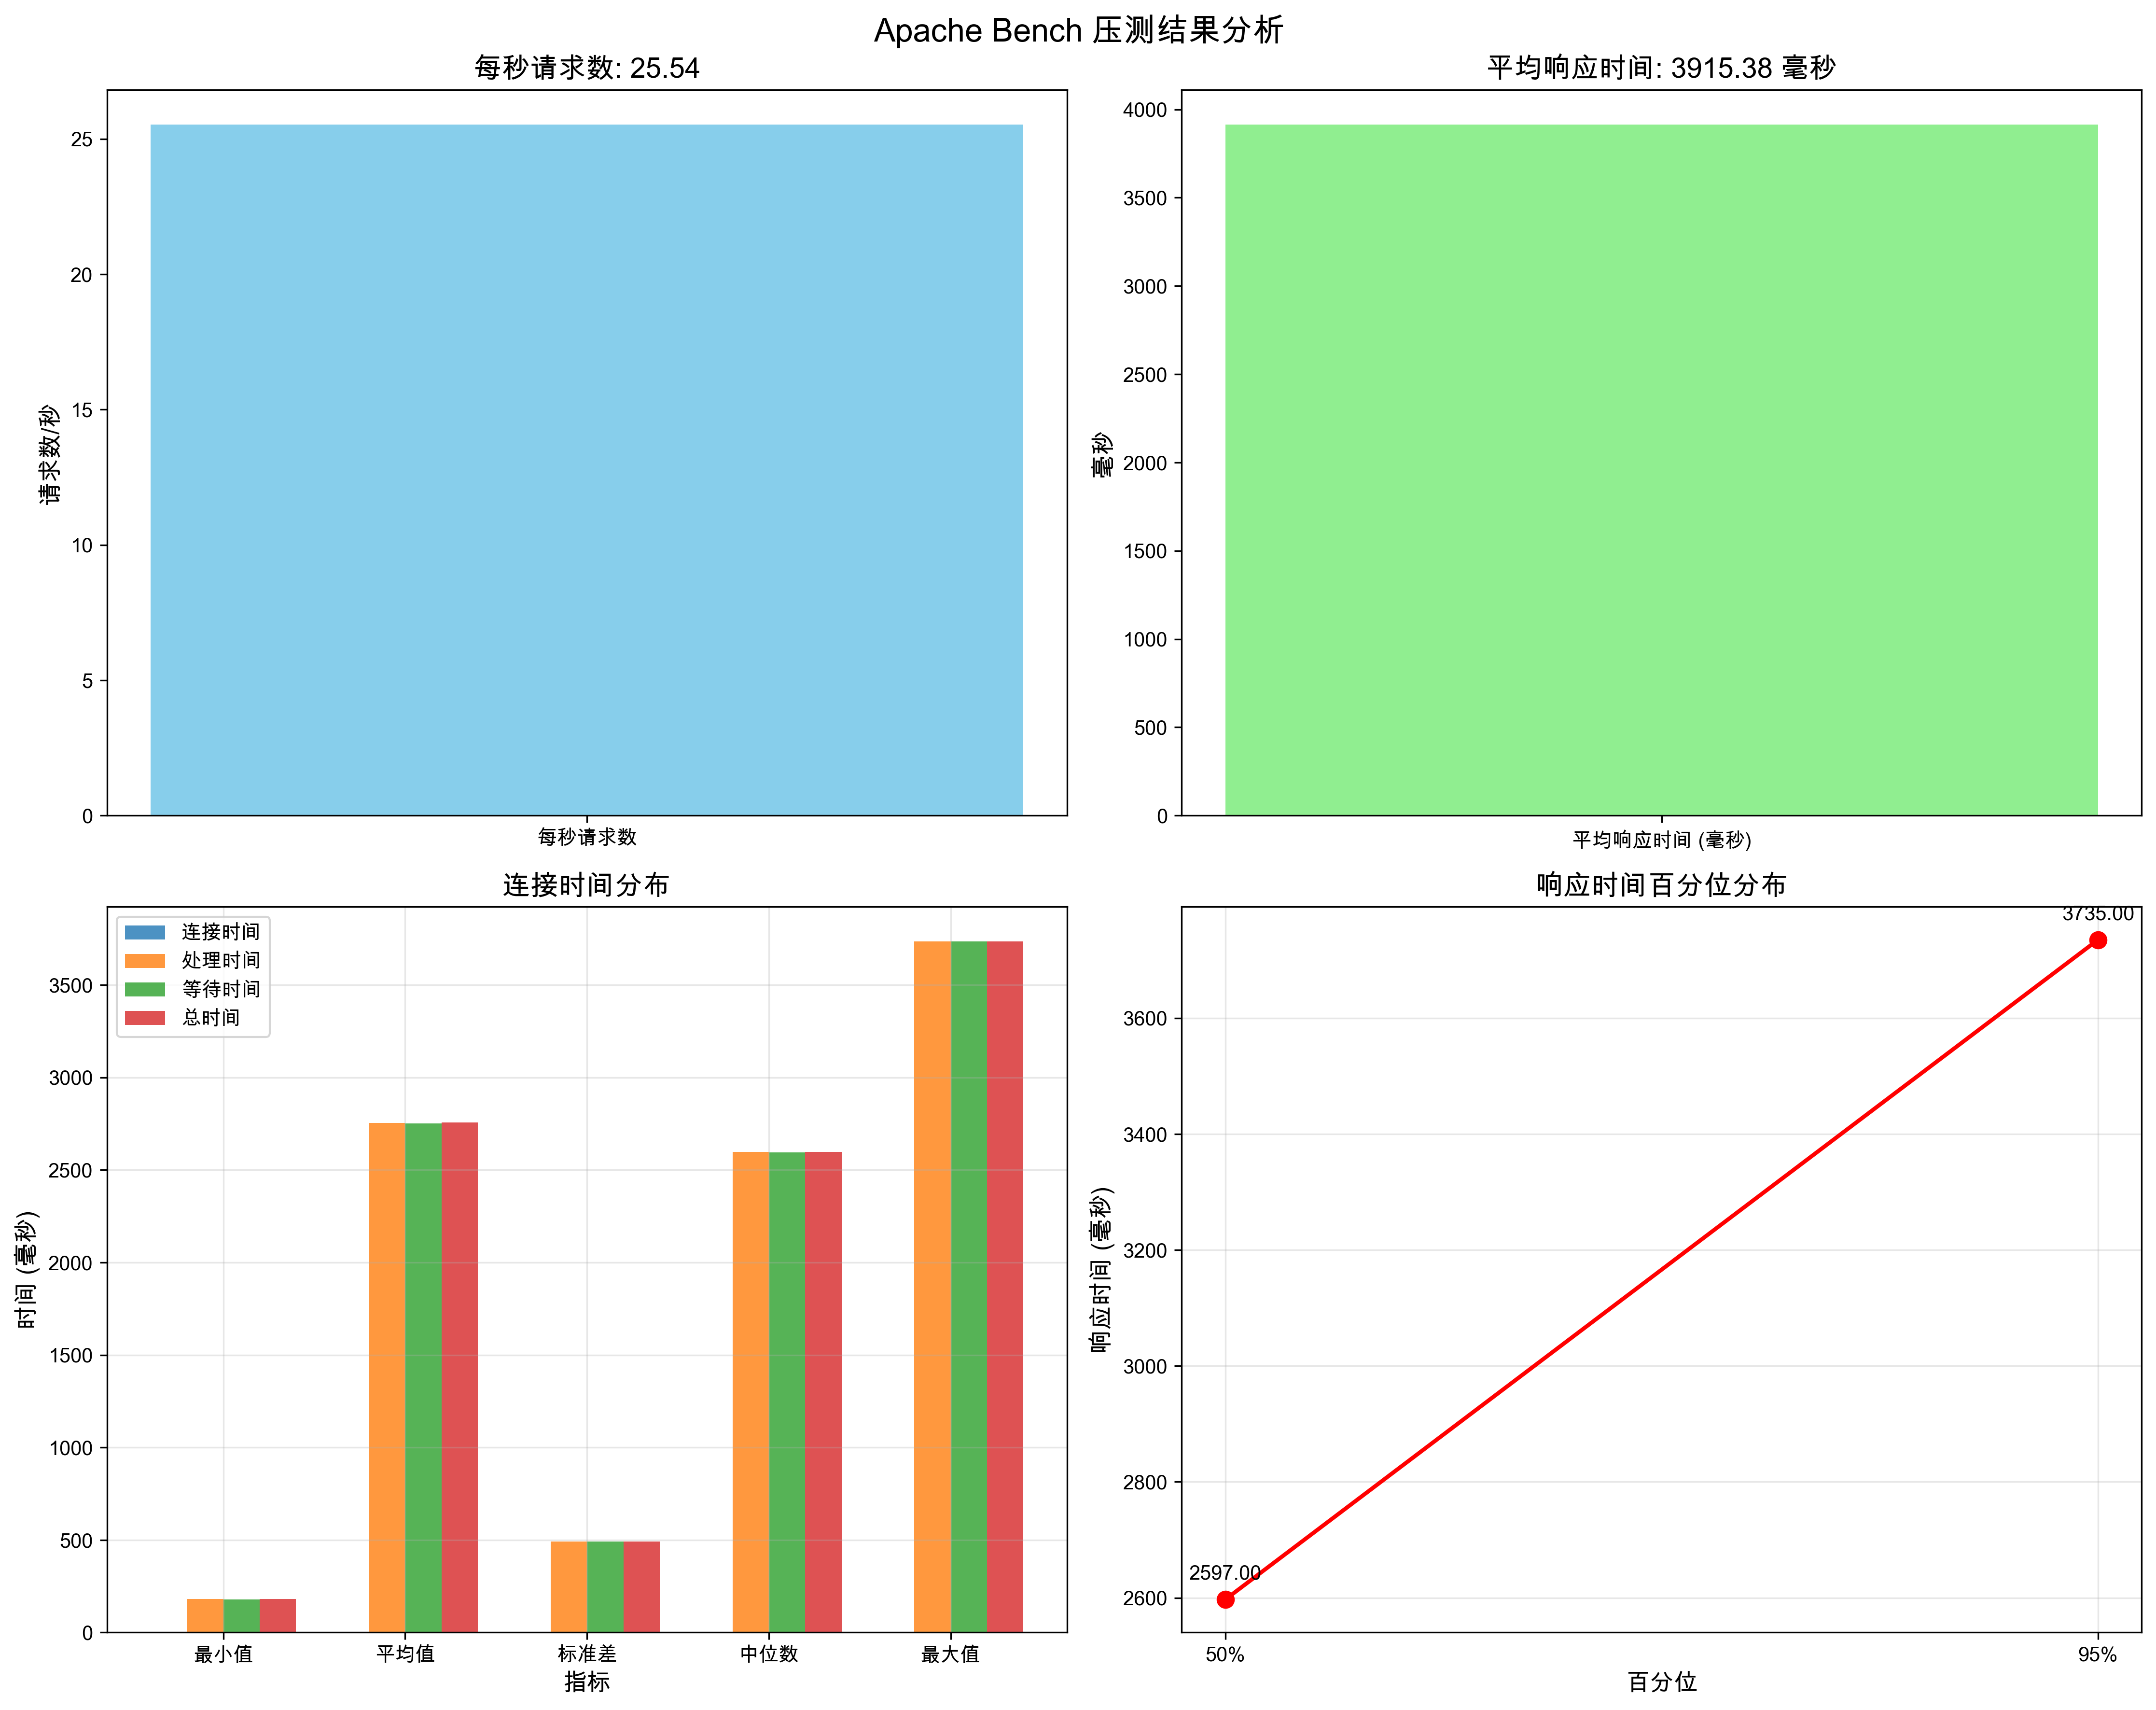 Apache Bench 压测结果分析
每秒请求数: 25.54
请求数/秒
25
20
15
10
5
0
每秒请求数
平均响应时间: 3915.38 毫秒
毫秒
4000
3500
3000
2500
2000
1500
1000
500
0
平均响应时间 (毫秒)
连接时间分布
连接时间
处理时间
等待时间
总时间
时间 (毫秒)
3500
3000
2500
2000
1500
1000
500
0
最小值
平均值
标准差
中位数
最大值
指标
响应时间百分位分布
3735.00
响应时间 (毫秒)
3600
3400
3200
3000
2800
2600
2597.00
50%
95%
百分位